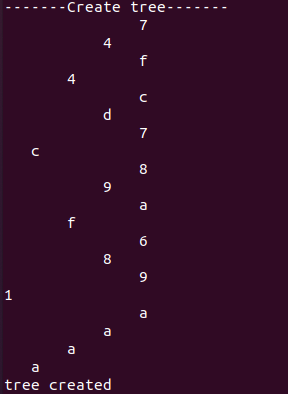 -------Create tree-------
7
4
f
4
c
d
7
c
8
9
a
f
6
8
9
1
a
a
a
a
tree created